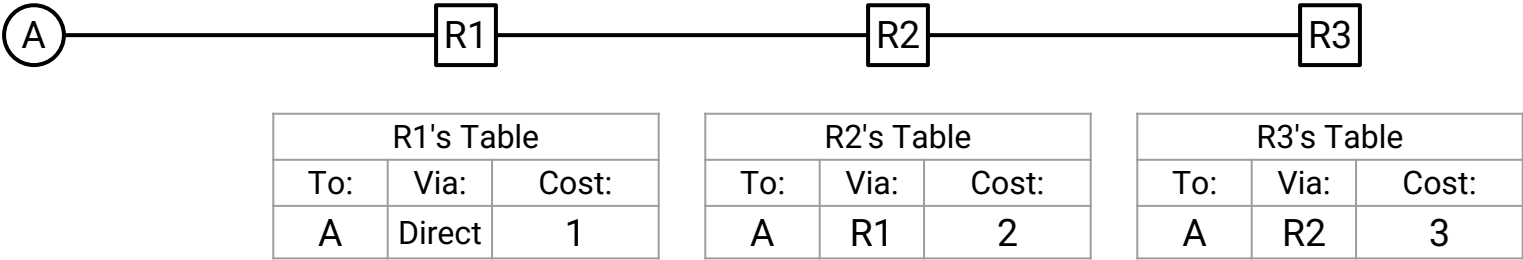 A R1 R2 R3
R1's Table R2's Table R3's Table
To: Via: Cost: To: Via: Cost: To: Via: Cost:
A Direct 1 A R1 2 A R2 3